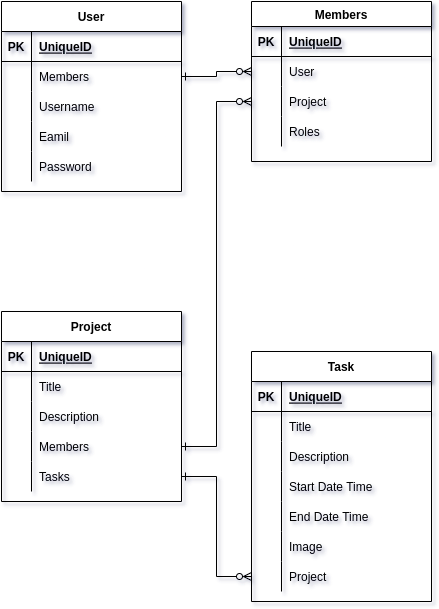 User
PK UniqueID
Members
Username
Eamil
Password
Members
PK UniqueID
User
Project
Roles
Project
PK UniqueID
Title
Description
Members
Tasks
Task
PK UniqueID
Title
Description
Start Date Time
End Date Time
Image
Project